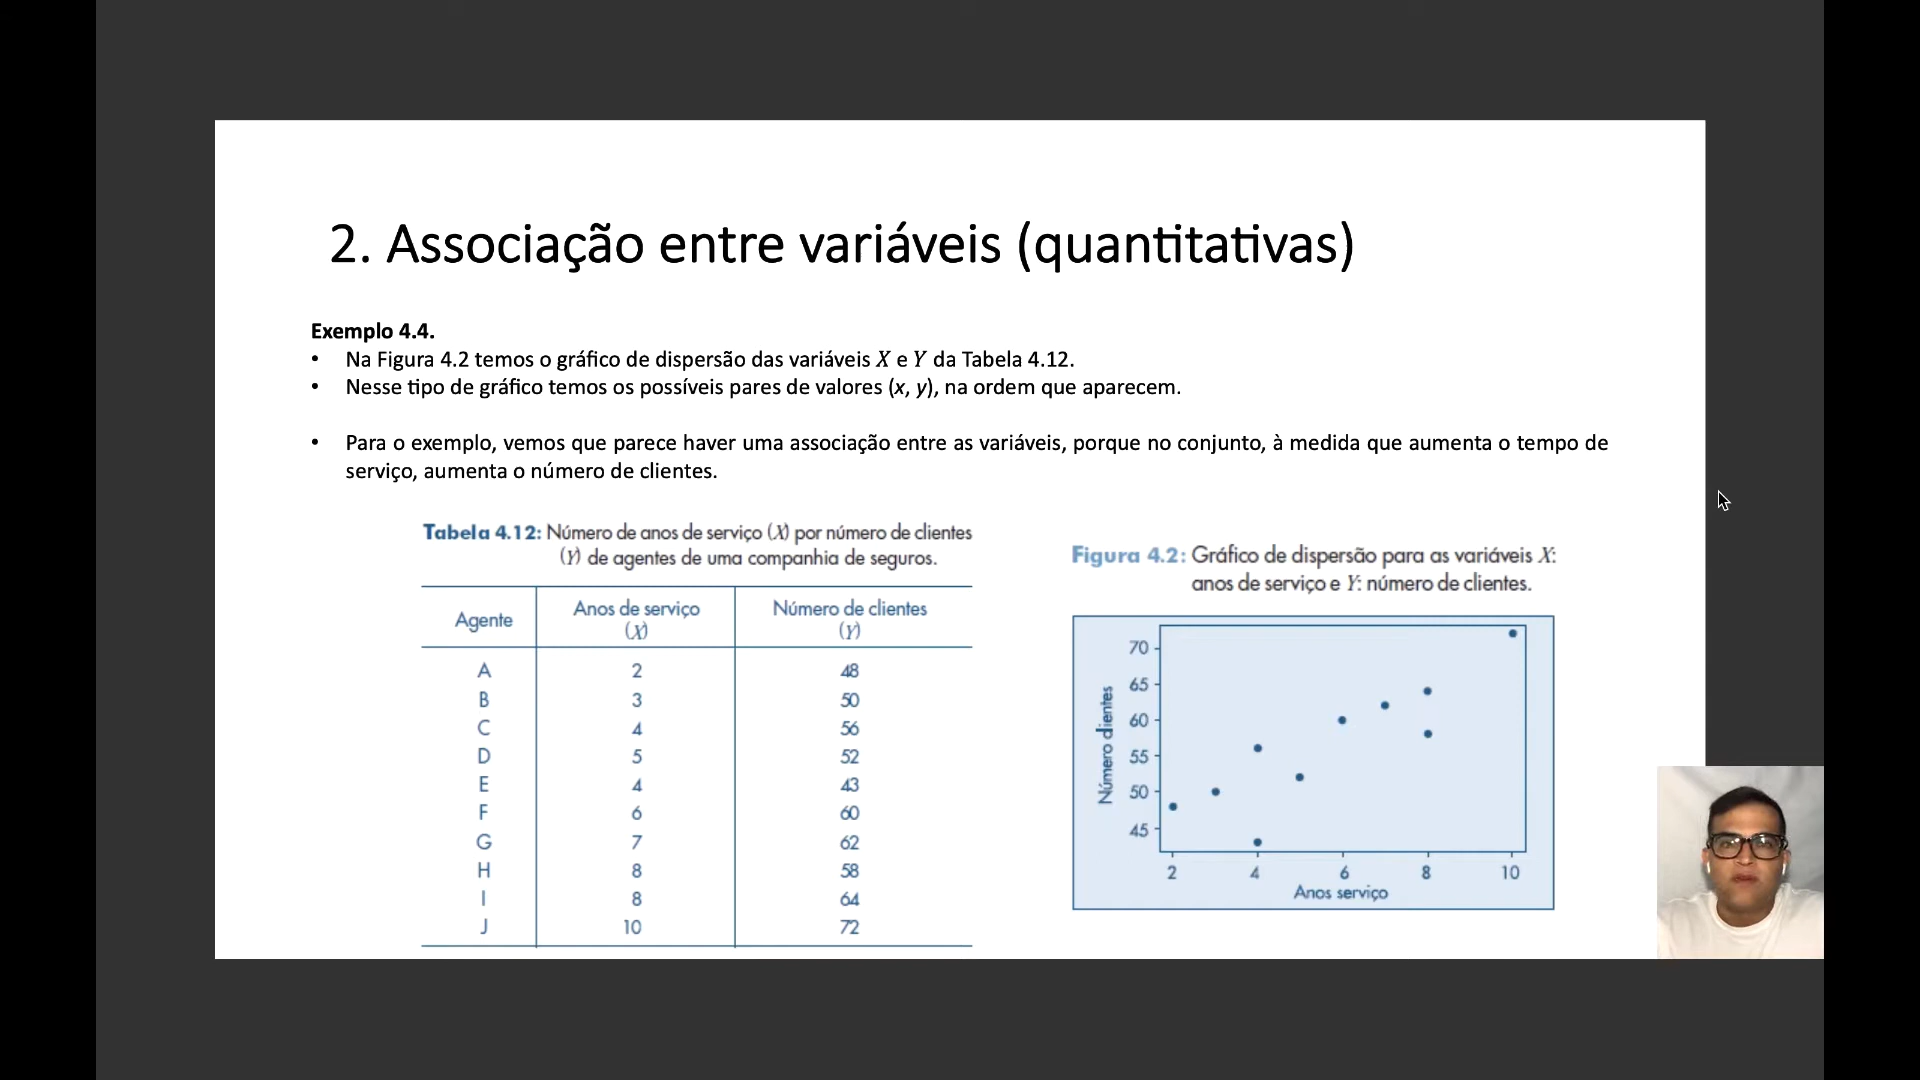 2. Associação entre variáveis (quantitativas)
Exemplo 4.4.
• Na Figura 4.2 temos o gráfico de dispersão das variáveis X e Y da Tabela 4.12.
• Nesse tipo de gráfico temos os possíveis pares de valores (x, y), na ordem que aparecem.
• Para o exemplo, vemos que parece haver uma associação entre as variáveis, porque no conjunto, à medida que aumenta o tempo de
serviço, aumenta o número de clientes.
Tabela 4.12: Número de anos de serviço (X) por número de clientes
(Y) de agentes de uma companhia de seguros.
Agente Anos de serviço (X) Número de clientes (Y)
A 2 48
B 3 50
C 4 56
D 5 52
E 4 43
F 6 60
G 7 62
H 8 58
I 8 64
J 10 72
Figura 4.2: Gráfico de dispersão para as variáveis X:
anos de serviço e Y: número de clientes.
Número clientes
70
65
60
55
50
45
2 4 6 8 10
Anos serviço